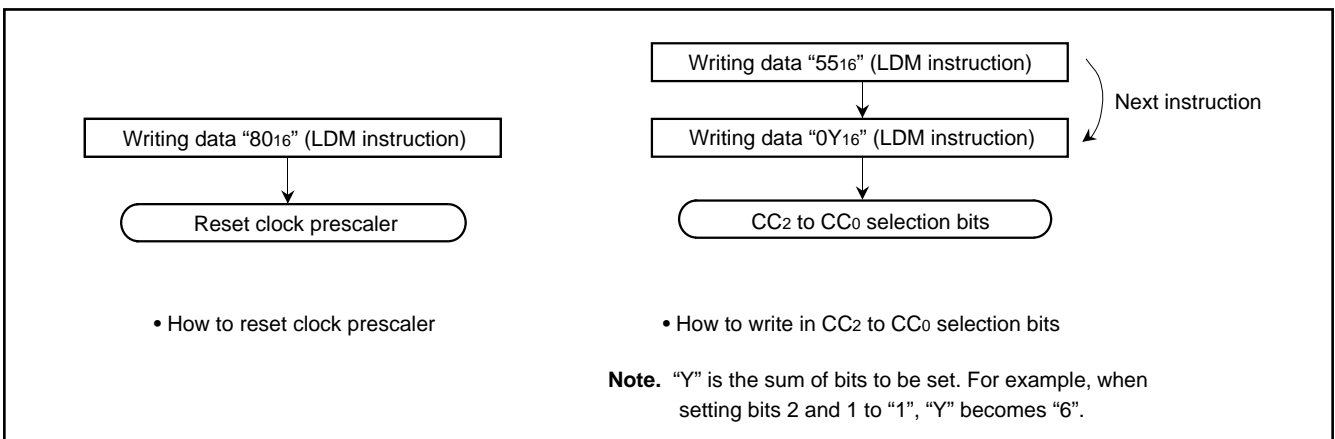 Writing data “8016” (LDM instruction)
Reset clock prescaler
• How to reset clock prescaler
Writing data “5516” (LDM instruction)
Next instruction
Writing data “0Y16” (LDM instruction)
CC2 to CC0 selection bits
• How to write in CC2 to CC0 selection bits
Note. “Y” is the sum of bits to be set. For example, when
setting bits 2 and 1 to “1”, “Y” becomes “6”.